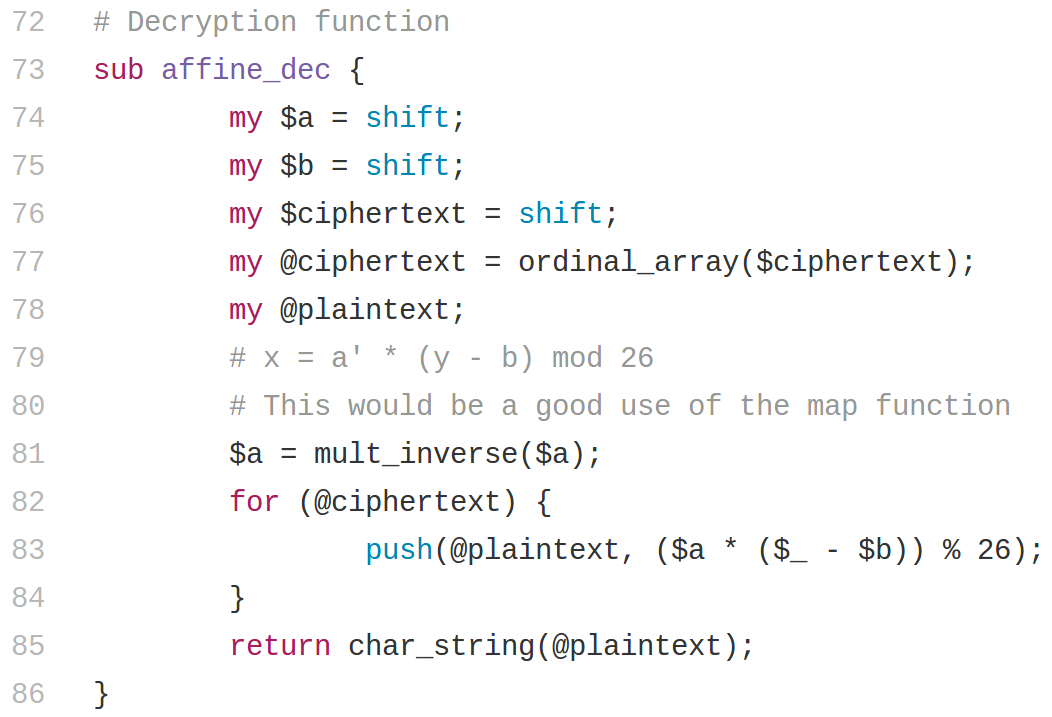 72 # Decryption function
73 sub affine_dec {
74 my $a = shift;
75 my $b = shift;
76 my $ciphertext = shift;
77 my @ciphertext = ordinal_array($ciphertext);
78 my @plaintext;
79 # x = a' * (y - b) mod 26
80 # This would be a good use of the map function
81 $a = mult_inverse($a);
82 for (@ciphertext) {
83 push(@plaintext, ($a * ($_ - $b)) % 26);
84 }
85 return char_string(@plaintext);
86 }